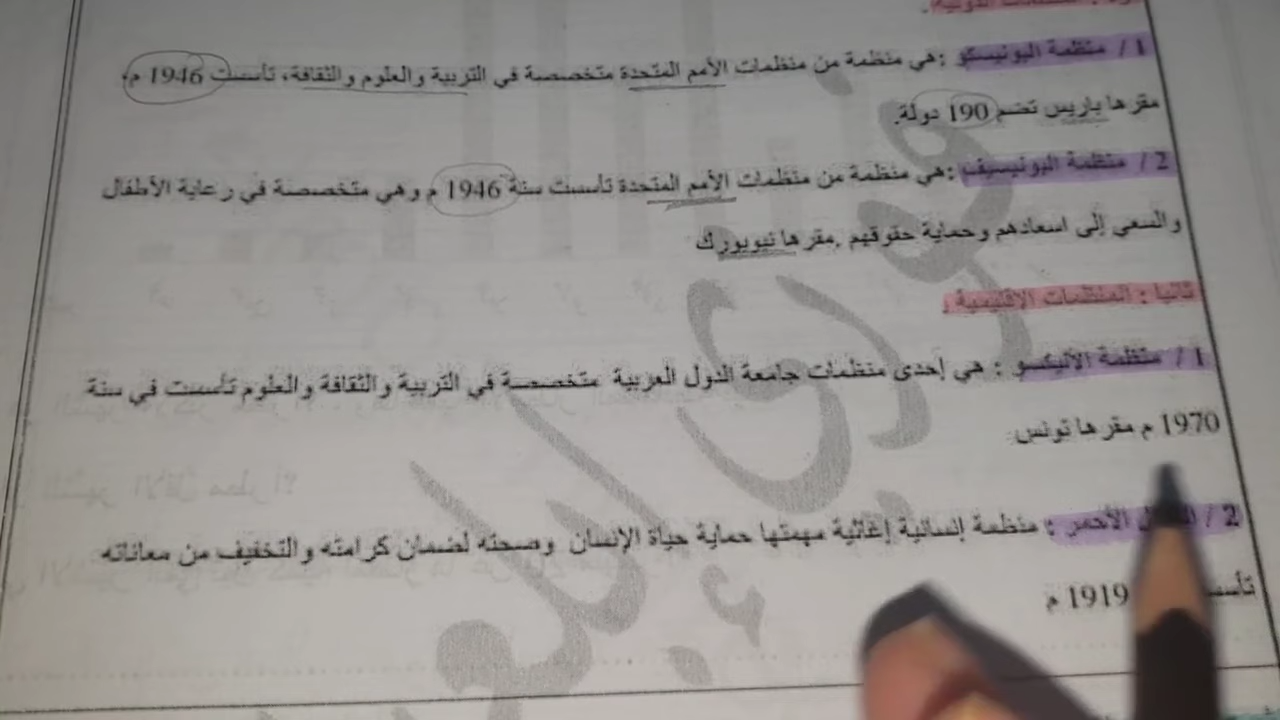 1 / منظمة اليونيسكو :هي منظمة من منظمات الأمم المتحدة متخصصة في التربية والعلوم والثقافة، تأسست 1946 م،
مقرها باريس تضم 190 دولة.
2 / منظمة اليونيسيف :هي منظمة من منظمات الأمم المتحدة تأسست سنة 1946 م وهي متخصصة في رعاية الأطفال
والسعي إلى اسعادهم وحماية حقوقهم .مقرها نيويورك
ثانيا : المنظمات الإقليمية .
1 / منظمة الأليكسو : هي إحدى منظمات جامعة الدول العربية متخصصة في التربية والثقافة والعلوم تأسست في سنة
1970 م مقرها تونس
2 / الأحمر : منظمة إنسانية إغاثية مهمتها حماية حياة الإنسان وصحته لضمان كرامته والتخفيف من معاناته
1919 م